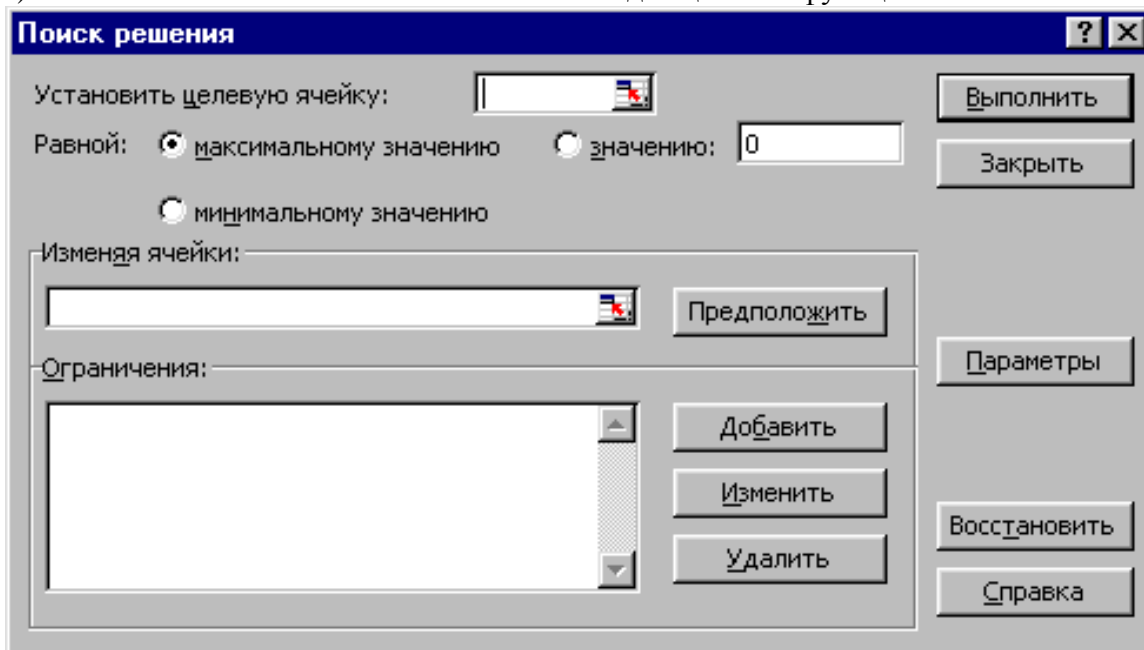 Поиск решения
Установить целевую ячейку:
Выполнить
Равной: максимальному значению значению: 0
Закрыть
минимальному значению
Изменяя ячейки:
Предположить
Параметры
Ограничения:
Добавить
Изменить
Удалить
Восстановить
Справка